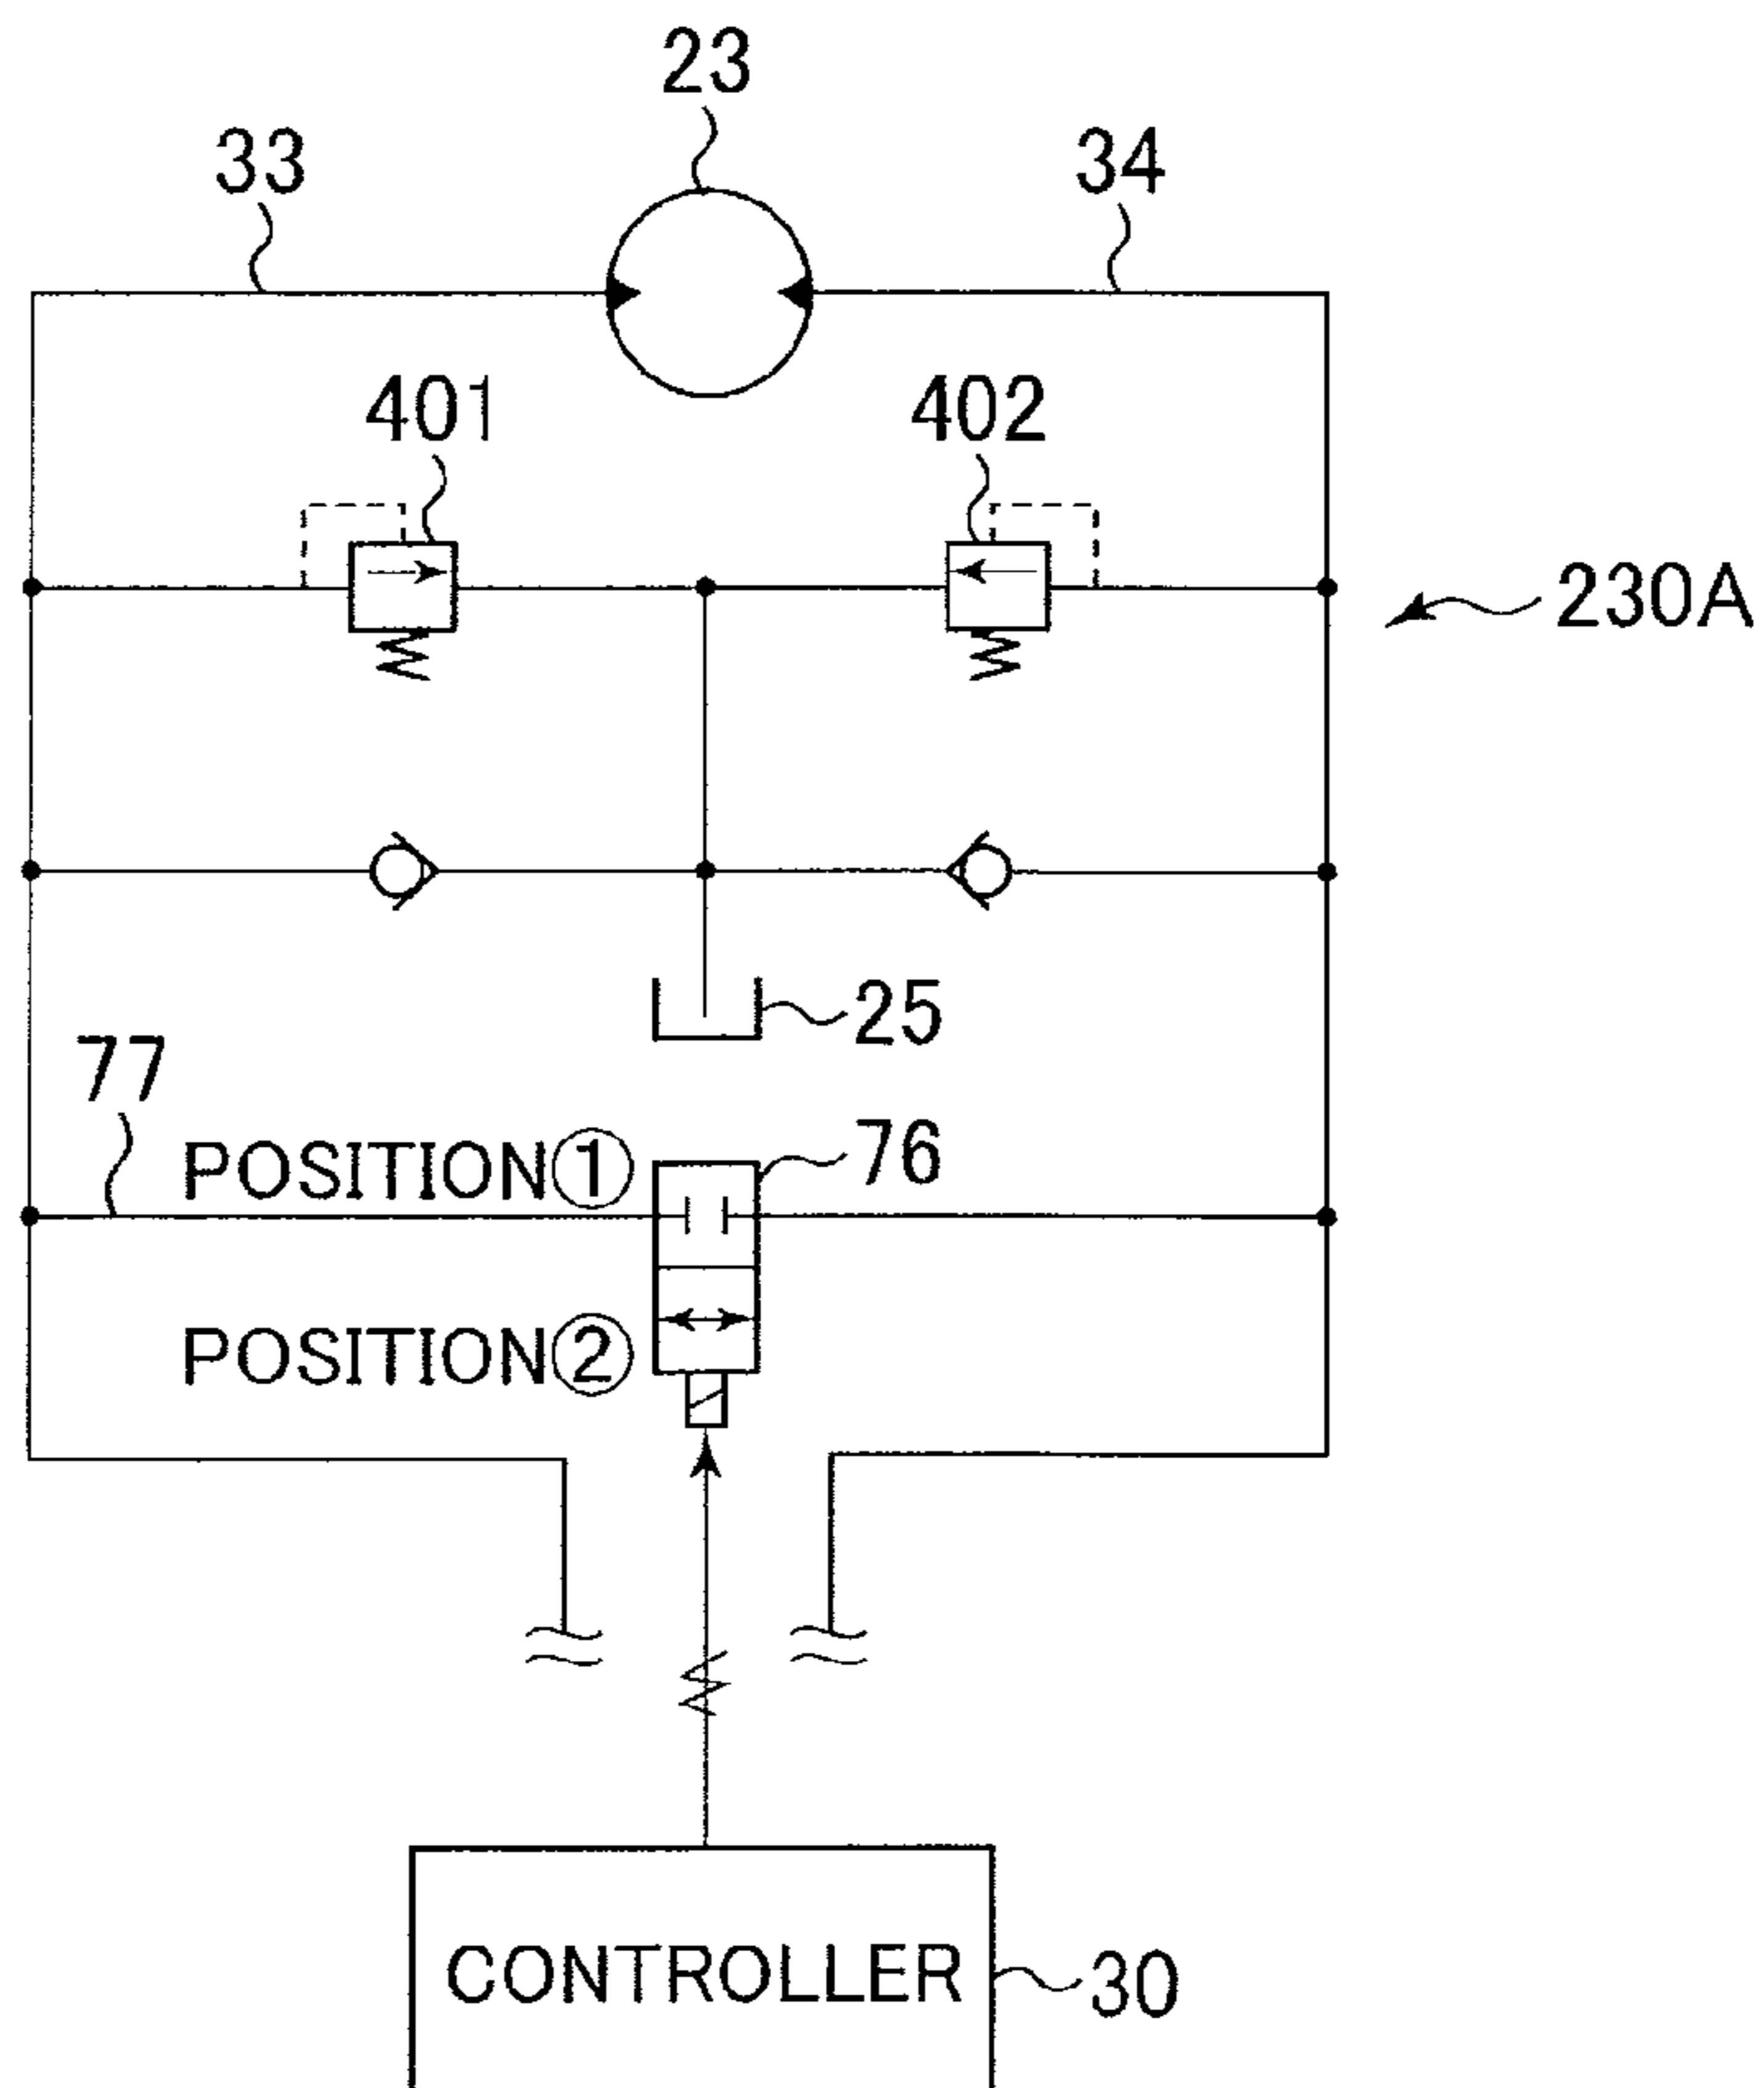 23
33
34
401
402
230A
25
77
POSITION①
76
POSITION②
CONTROLLER
30